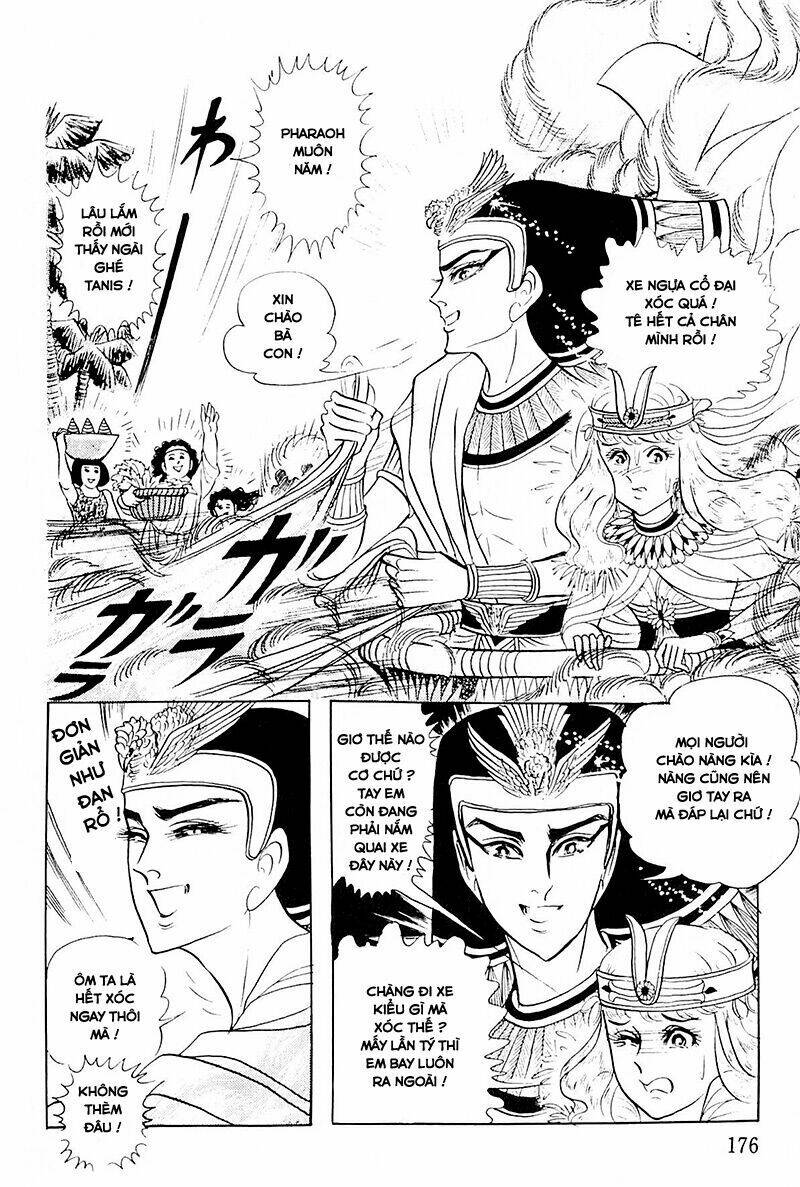 PHARAOH
MUÔN
NĂM !
わ
LÂU LẮM
RỒI MỚI
THẤY NGÀI
GHÉ
TANIS !
XIN
CHÀO
BÀ
CON !
XE NGỰA CỔ ĐẠI
XÓC QUÁ !
TÊ HẾT CẢ CHÂN
MÌNH RỒI !
ガラ
ガラ
MỌI NGƯỜI
CHÀO NÀNG KÌA !
NÀNG CŨNG NÊN
GIƠ TAY RA
MÀ ĐÁP LẠI CHỨ !
GIƠ THẾ NÀO
ĐƯỢC
CƠ CHỨ ?
TAY EM
CÒN ĐANG
PHẢI NẮM
QUAI XE
ĐÂY NÀY !
CHÀNG ĐI XE
KIỂU GÌ MÀ
XÓC THẾ ?
MẤY LẦN TÝ THÌ
EM BAY LUÔN
RA NGOÀI !
ĐƠN
GIẢN
NHƯ
ĐAN
RỔ !
ÔM TA LÀ
HẾT XÓC
NGAY THÔI
MÀ !
KHÔNG
THÈM
ĐÂU !
176